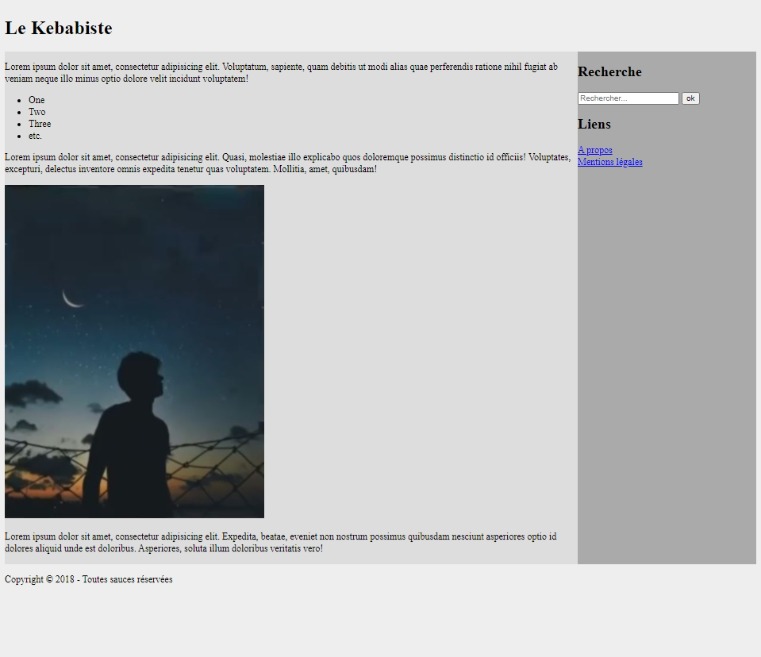 Le Kebabiste
Lorem ipsum dolor sit amet, consectetur adipisicing elit. Voluptatum, sapiente, quam debitis ut modi alias quae perferendis ratione nihil fugiat ab
veniam neque illo minus optio dolore velit incidunt voluptatem!
One
Two
Three
etc.
Lorem ipsum dolor sit amet, consectetur adipisicing elit. Quasi, molestiae illo explicabo quos doloremque possimus distinctio id officiis! Voluptates,
excepturi, delectus inventore omnis expedita tenetur quas voluptatem. Mollitia, amet, quibusdam!
Lorem ipsum dolor sit amet, consectetur adipisicing elit. Expedita, beatae, eveniet non nostrum possimus quibusdam nesciunt asperiores optio id
dolores aliquid unde est doloribus. Asperiores, soluta illum doloribus veritatis vero!
Recherche
Rechercher... ok
Liens
A propos
Mentions légales
Copyright © 2018 - Toutes sauces réservées